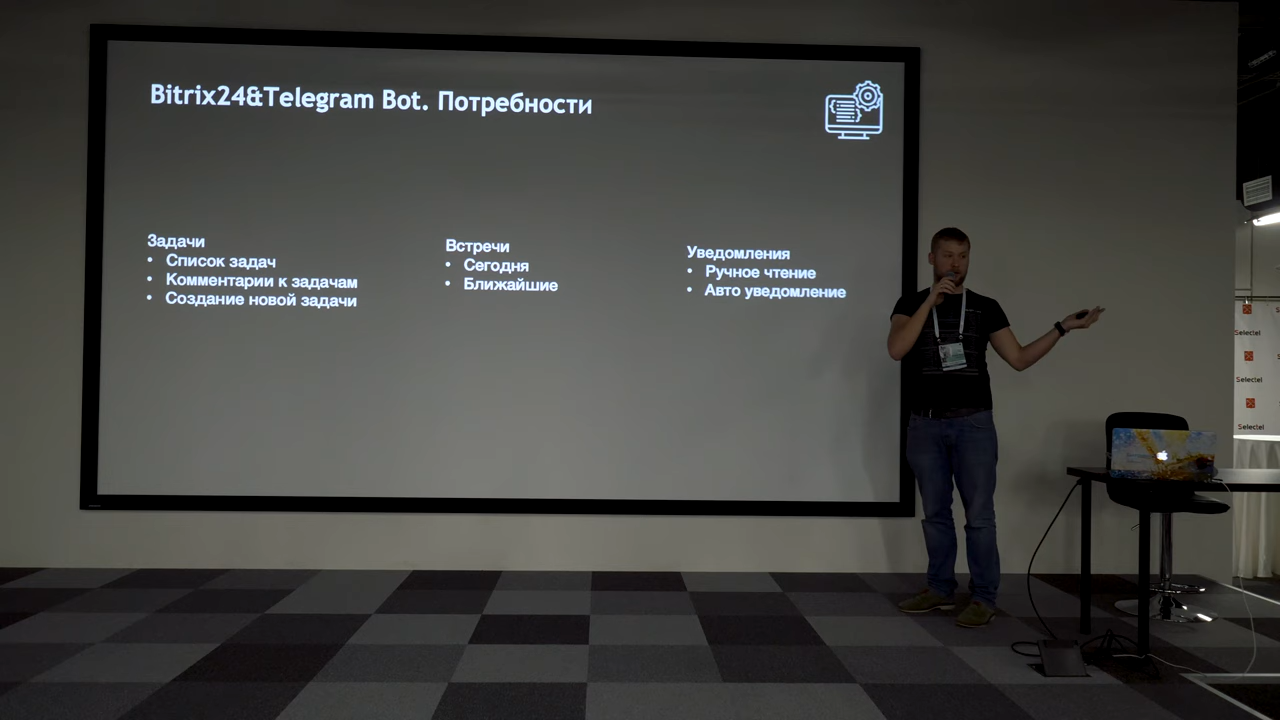 Bitrix24&Telegram Bot. Потребности
Задачи
• Список задач
• Комментарии к задачам
• Создание новой задачи
Встречи
• Сегодня
• Ближайшие
Уведомления
• Ручное чтение
• Авто уведомление
Selectel
Selectel
Selectel